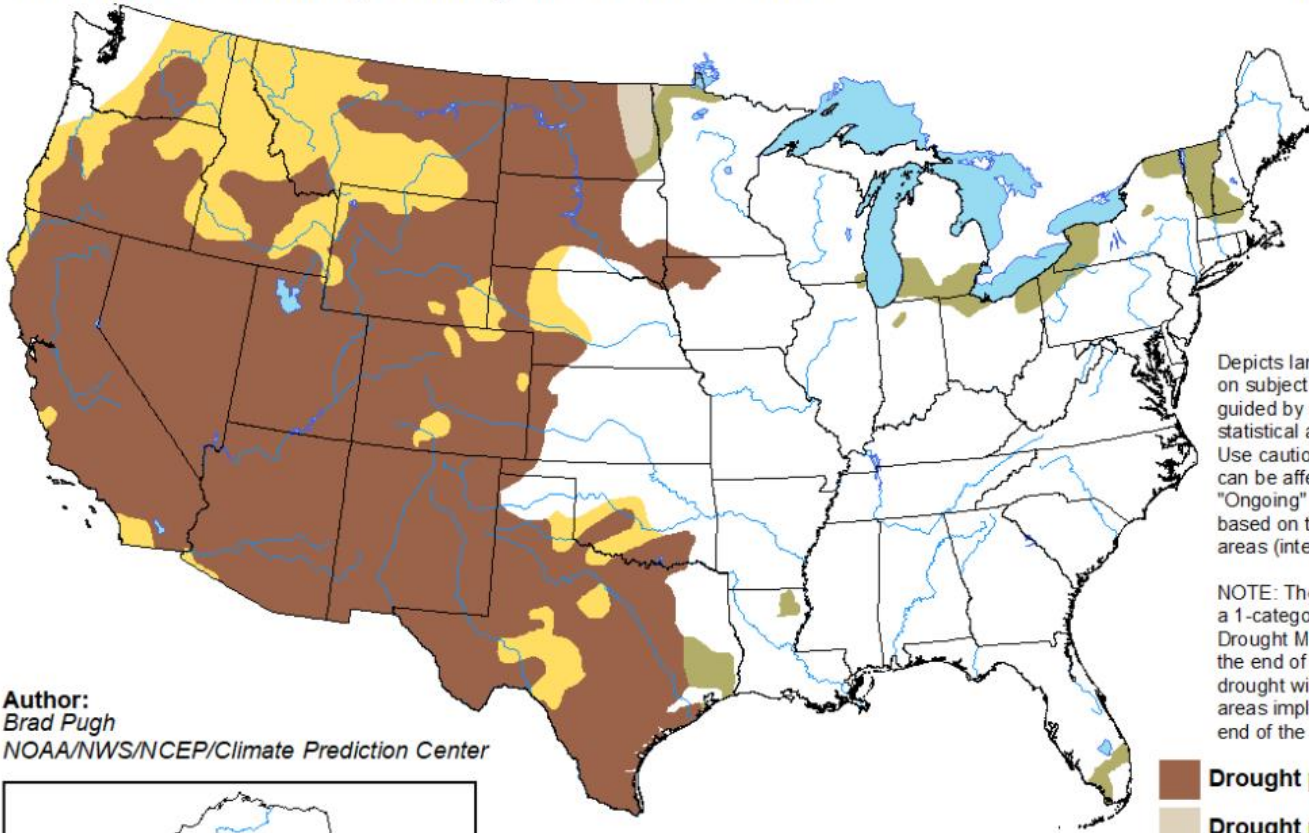 Depicts lar
on subject
guided by
statistical a
Use cautio
can be affe
"Ongoing"
based on t
areas (inte
NOTE: The
a 1-catego
Drought M
the end of
drought wi
areas impl
end of the
Author:
Brad Pugh
NOAA/NWS/NCEP/Climate Prediction Center
Drought
Drought